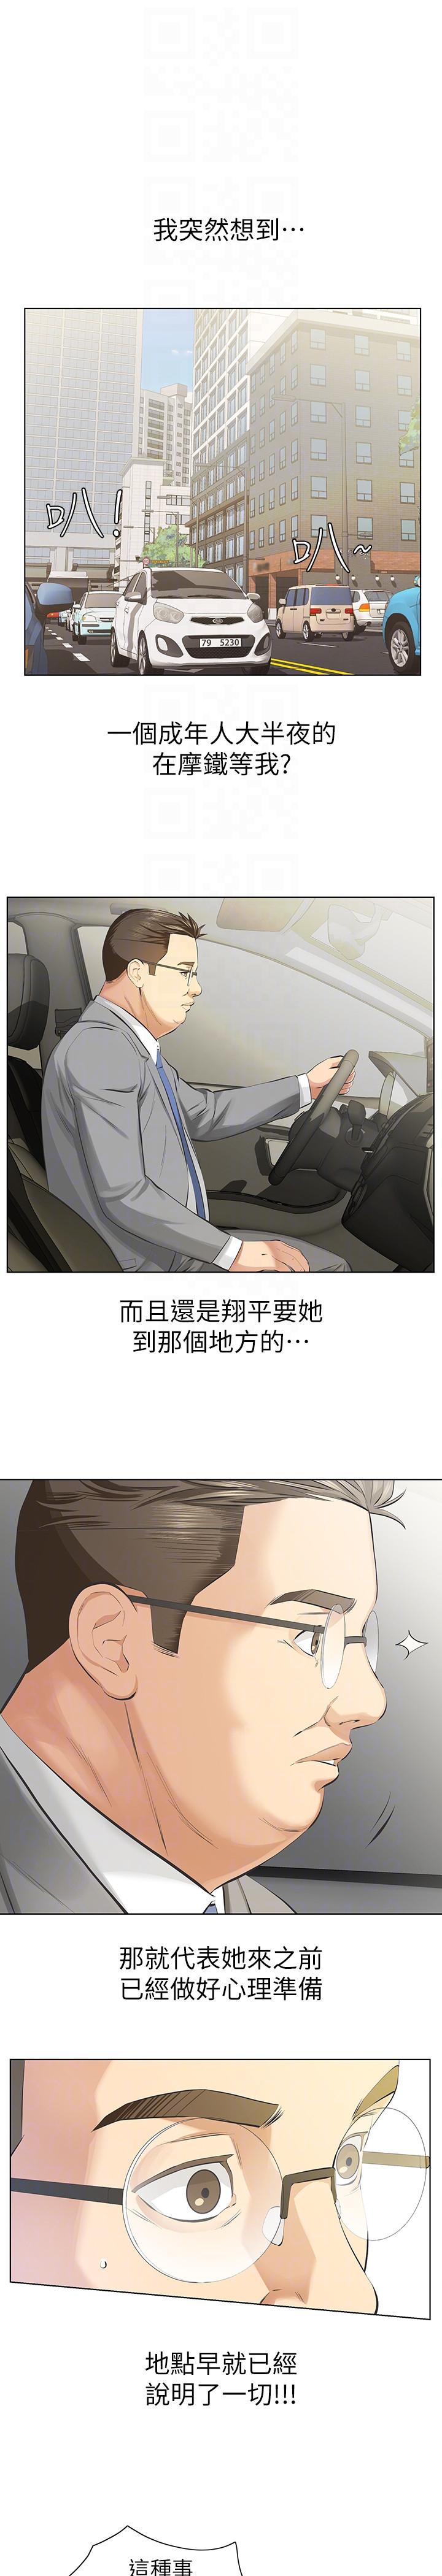 我突然想到⋯
叭!
叭~
79 5230
一個成年人大半夜的
在摩鐵等我?
而且還是翔平要她
到那個地方的⋯
那就代表她來之前
已經做好心理準備
地點早就已經
說明了一切!!!
這種事